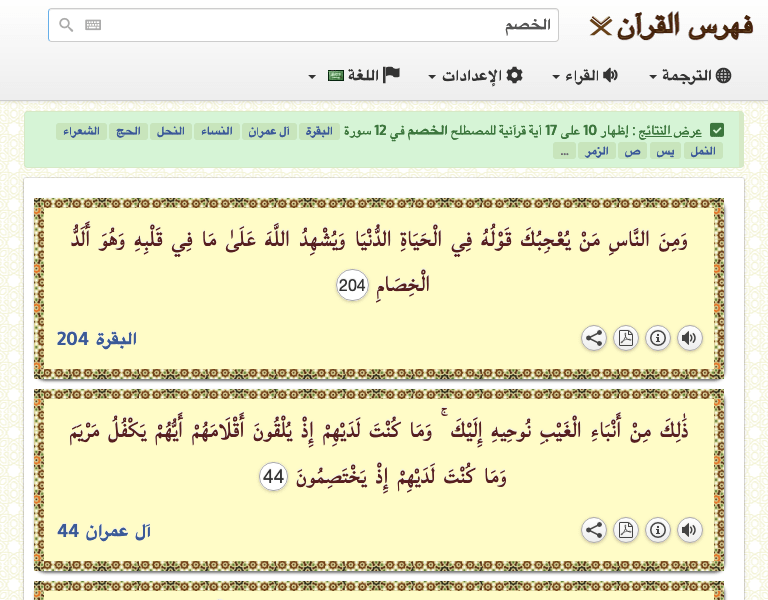 فهرس القرآن
الخصم
الترجمة القراء الإعدادات اللغة
عرض النتائج : إظهار 10 على 17 آية قرآنية للمصطلح الخصم في 12 سورة البقرة آل عمران النساء النحل الحج الشعراء
النمل يس ص الزمر ...
وَمِنَ النَّاسِ مَنْ يُعْجِبُكَ قَوْلُهُ فِي الْحَيَاةِ الدُّنْيَا وَيُشْهِدُ اللَّهَ عَلَىٰ مَا فِي قَلْبِهِ وَهُوَ أَلَدُّ
الْخِصَامِ 204
البقرة 204
ذَٰلِكَ مِنْ أَنْبَاءِ الْغَيْبِ نُوحِيهِ إِلَيْكَ ۚ وَمَا كُنْتَ لَدَيْهِمْ إِذْ يُلْقُونَ أَقْلَامَهُمْ أَيُّهُمْ يَكْفُلُ مَرْيَمَ
وَمَا كُنْتَ لَدَيْهِمْ إِذْ يَخْتَصِمُونَ 44
آل عمران 44